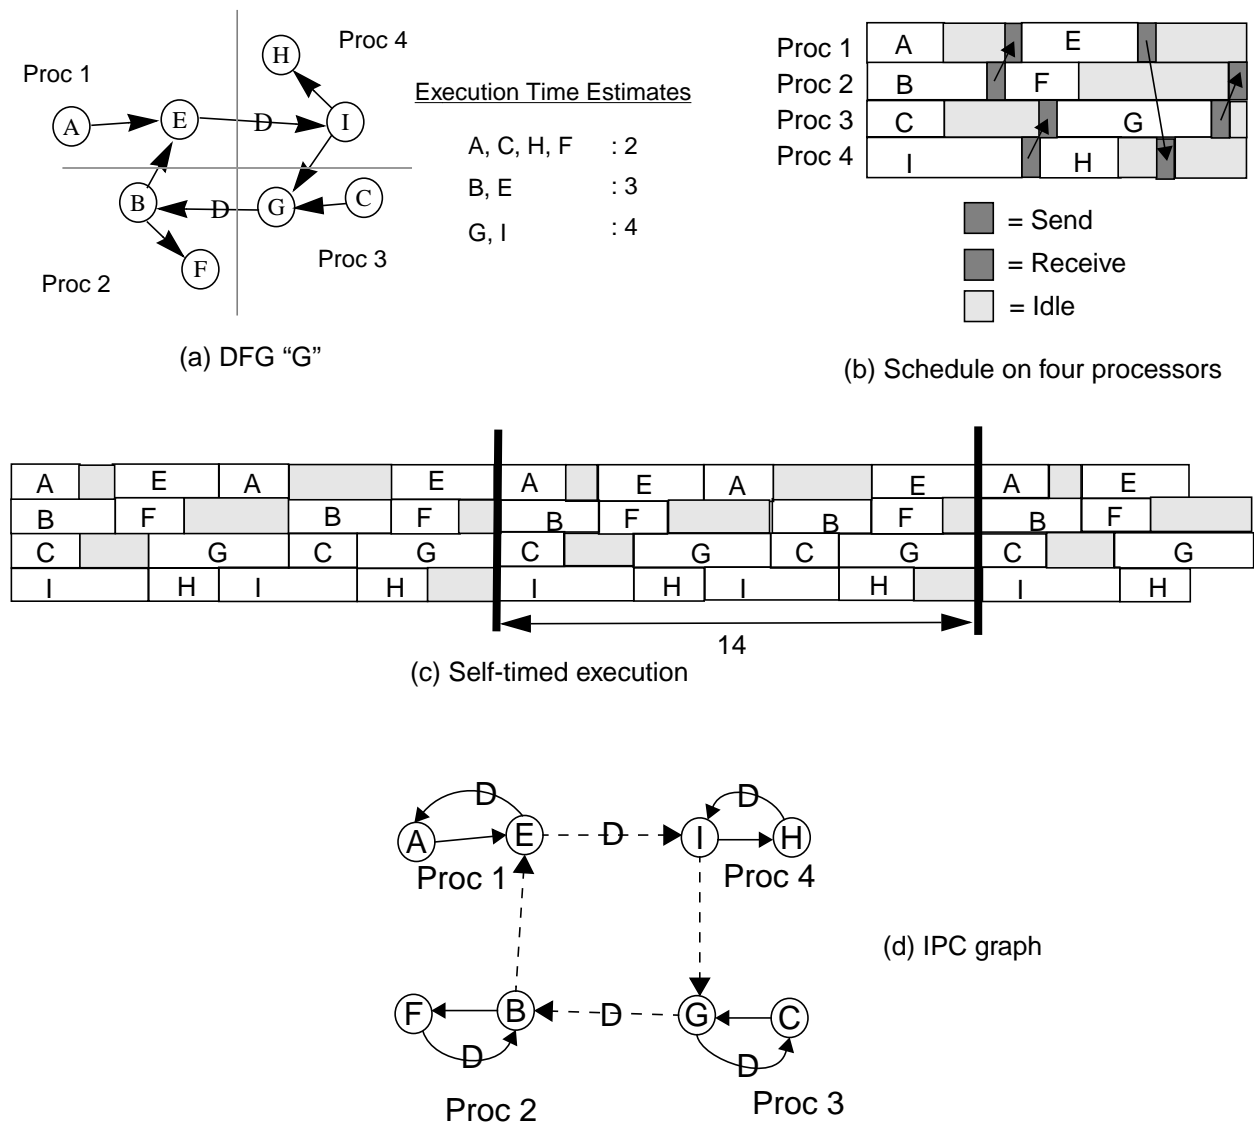 Proc 1
Proc 4
H
A
E
D
I
B
D
G
C
F
Proc 2
Proc 3
(a) DFG “G”
Execution Time Estimates
A, C, H, F : 2
B, E : 3
G, I : 4
Proc 1 A E
Proc 2 B F
Proc 3 C G
Proc 4 I H
= Send
= Receive
= Idle
(b) Schedule on four processors
A E A E A E A E A E
B F B F B F B F B F
C G C G C G C G C G
I H I H I H I H I H
14
(c) Self-timed execution
D
D
A
E
D
I
H
Proc 1
Proc 4
(d) IPC graph
F
B
D
G
C
D
D
Proc 2
Proc 3